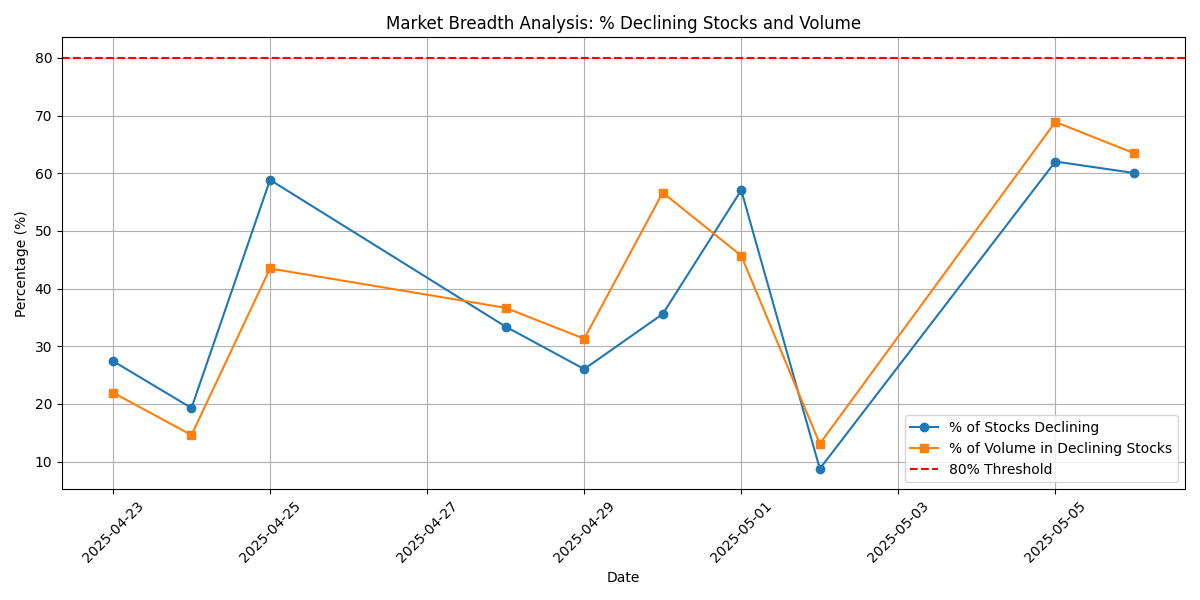 Market Breadth Analysis: % Declining Stocks and Volume
Percentage (%)
80
70
60
50
40
30
20
10
% of Stocks Declining
% of Volume in Declining Stocks
80% Threshold
2025-04-23
2025-04-25
2025-04-27
2025-04-29
2025-05-01
2025-05-03
2025-05-05
Date